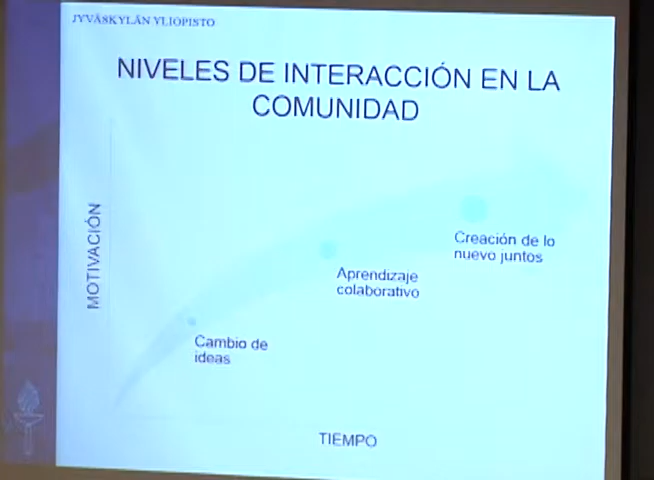 JYVÄSKYLÄN YLIOPISTO
NIVELES DE INTERACCIÓN EN LA
COMUNIDAD
MOTIVACIÓN
Creación de lo
nuevo juntos
Aprendizaje
colaborativo
Cambio de
ideas
TIEMPO